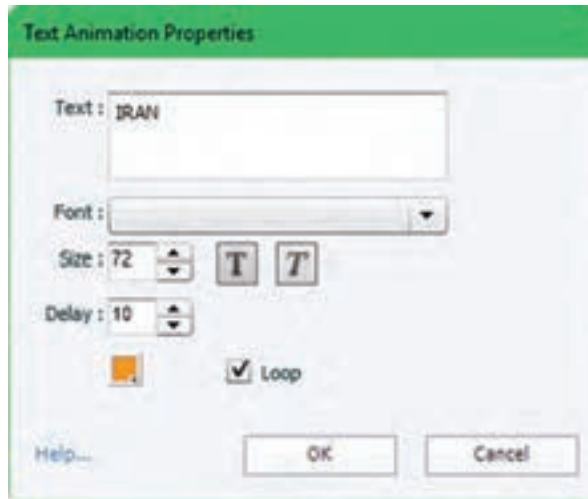 Text Animation Properties
Text : IRAN
Font :
Size : 72 T T
Delay : 10
Loop
Help... OK Cancel